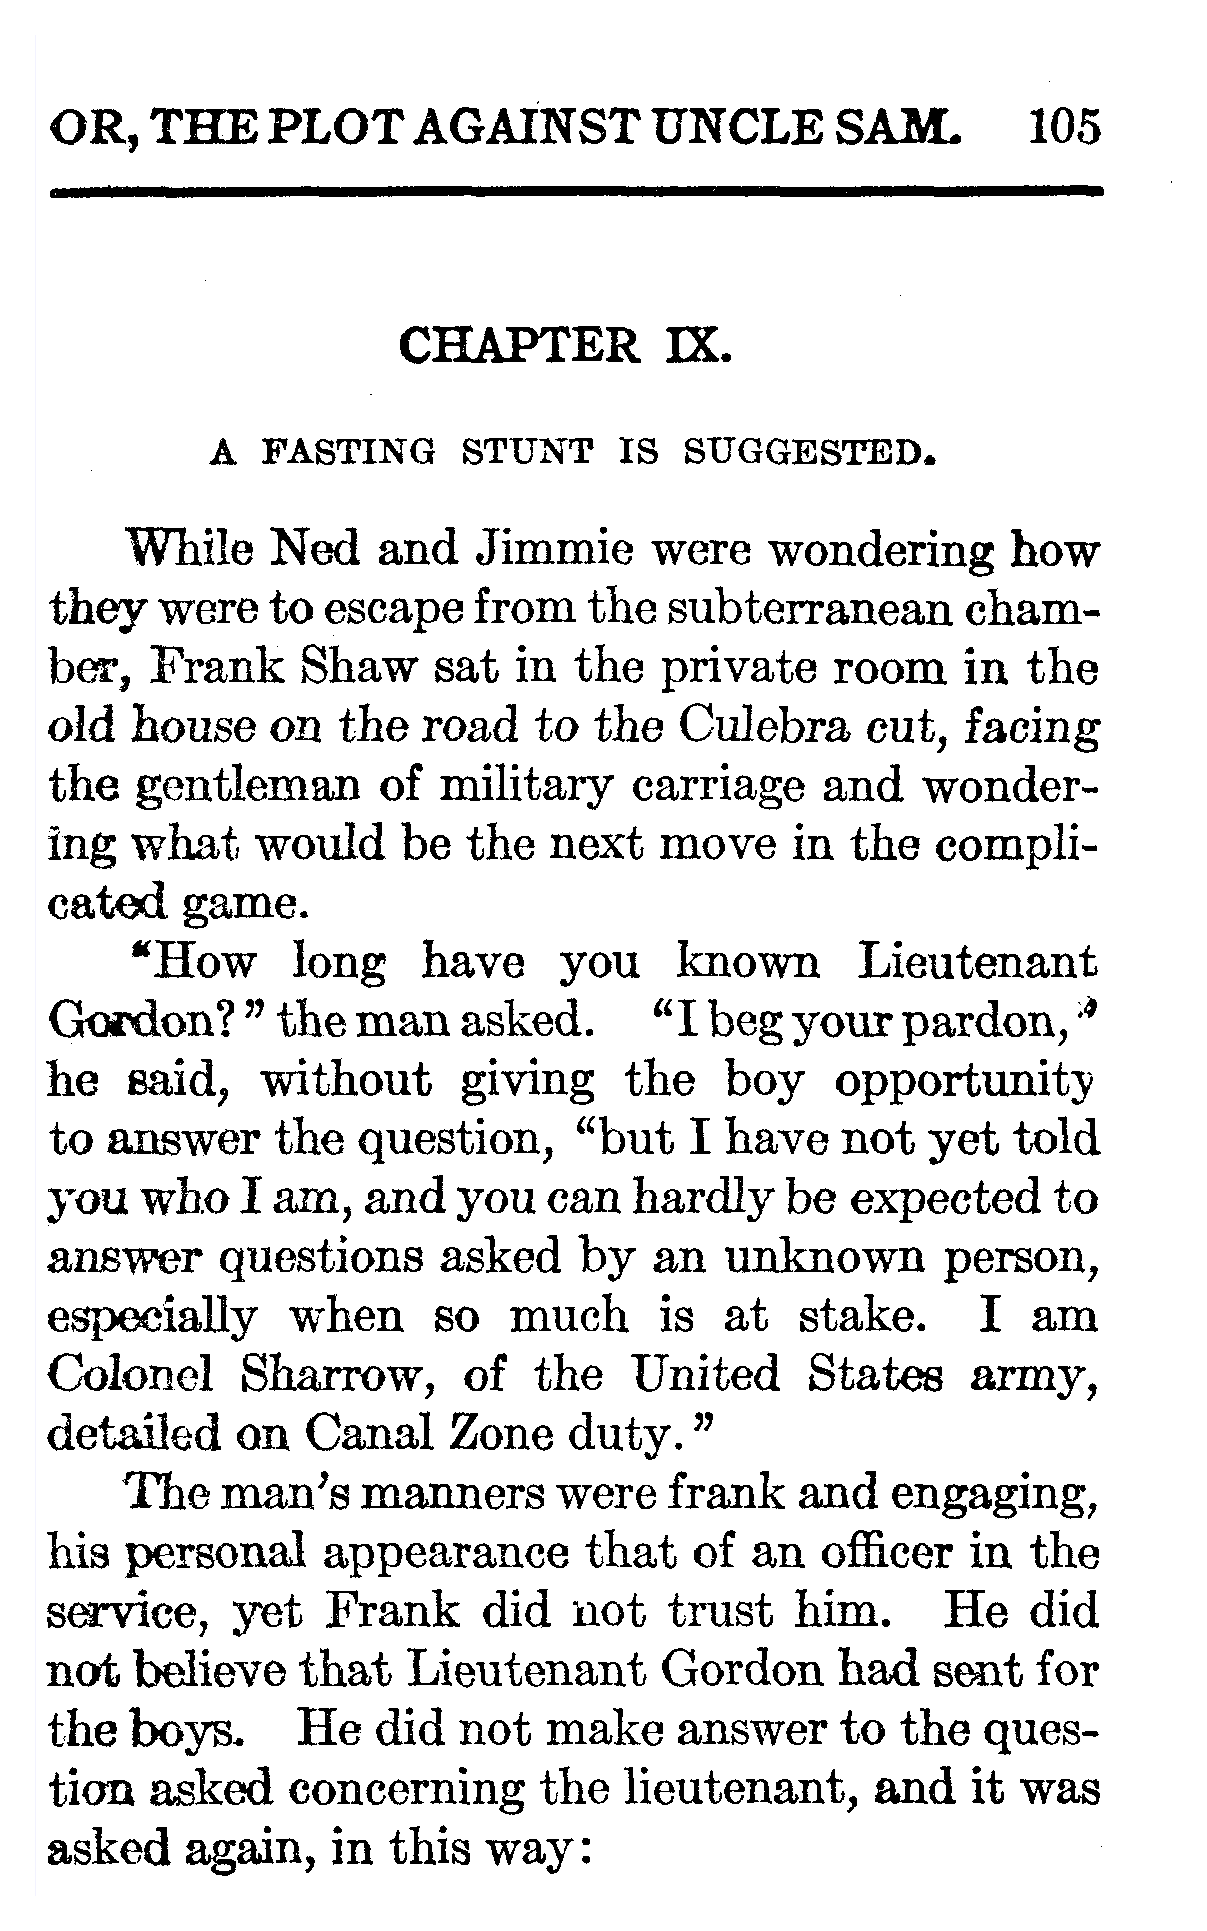 OR, THE PLOT AGAINST UNCLE SAM. 105
CHAPTER IX.
A FASTING STUNT IS SUGGESTED.
While Ned and Jimmie were wondering how
they were to escape from the subterranean cham-
ber, Frank Shaw sat in the private room in the
old house on the road to the Culebra cut, facing
the gentleman of military carriage and wonder-
ing what would be the next move in the compli-
cated game.
“How long have you known Lieutenant
Gordon?” the man asked. “I beg your pardon,”
he said, without giving the boy opportunity
to answer the question, “but I have not yet told
you who I am, and you can hardly be expected to
answer questions asked by an unknown person,
especially when so much is at stake. I am
Colonel Sharrow, of the United States army,
detailed on Canal Zone duty.”
The man’s manners were frank and engaging,
his personal appearance that of an officer in the
service, yet Frank did not trust him. He did
not believe that Lieutenant Gordon had sent for
the boys. He did not make answer to the ques-
tion asked concerning the lieutenant, and it was
asked again, in this way: